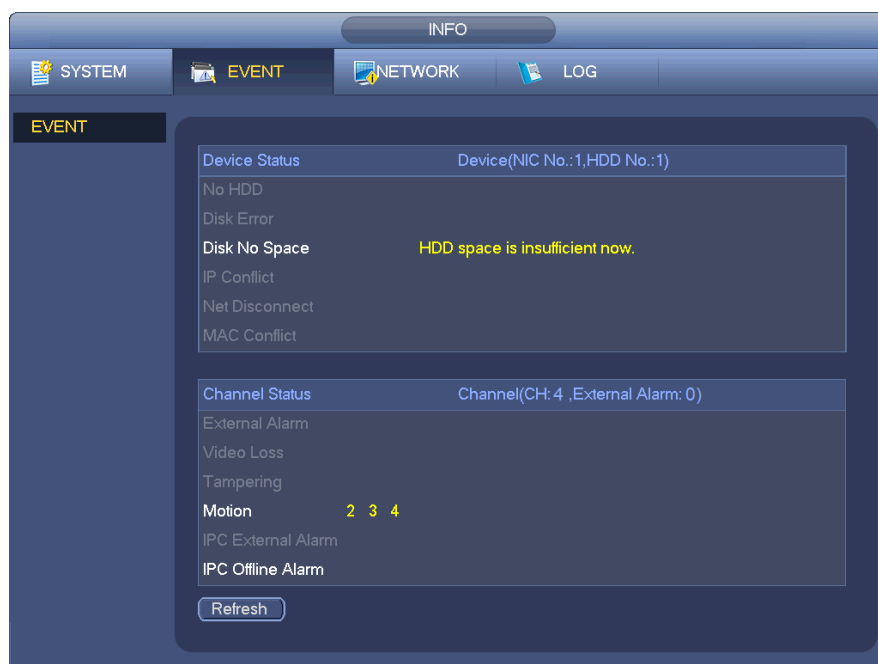 INFO
SYSTEM EVENT NETWORK LOG
EVENT
Device Status Device(NIC No.:1,HDD No.:1)
No HDD
Disk Error
Disk No Space HDD space is insufficient now.
IP Conflict
Net Disconnect
MAC Conflict
Channel Status Channel(CH:4 ,External Alarm: 0)
External Alarm
Video Loss
Tampering
Motion 2 3 4
IPC External Alarm
IPC Offline Alarm
Refresh